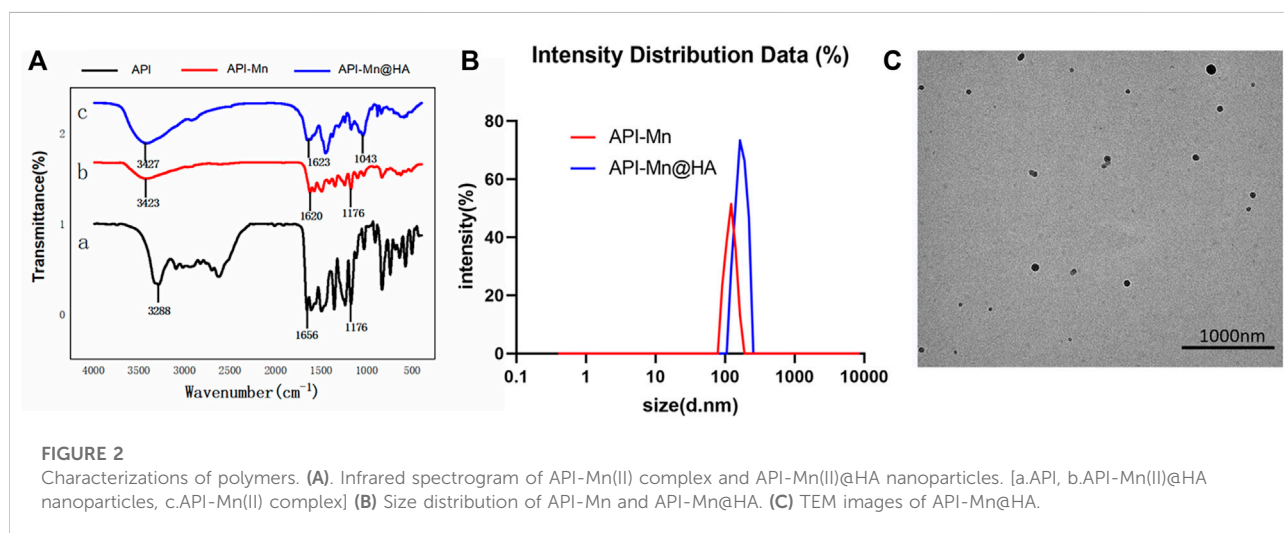 A
API
API-Mn
API-Mn@HA
Transmittance(%)
2
1
0
c
b
a
3427
1623
1043
3423
1620
1176
3288
1656
1176
4000 3500 3000 2500 2000 1500 1000 500
Wavenumber(cm⁻¹)
B
Intensity Distribution Data (%)
API-Mn
API-Mn@HA
intensity(%)
80
60
40
20
0
0.1 1 10 100 1000 10000
size(d.nm)
C
1000nm
FIGURE 2
Characterizations of polymers. (A). Infrared spectrogram of API-Mn(II) complex and API-Mn(II)@HA nanoparticles. [a.API, b.API-Mn(II)@HA
nanoparticles, c.API-Mn(II) complex] (B) Size distribution of API-Mn and API-Mn@HA. (C) TEM images of API-Mn@HA.